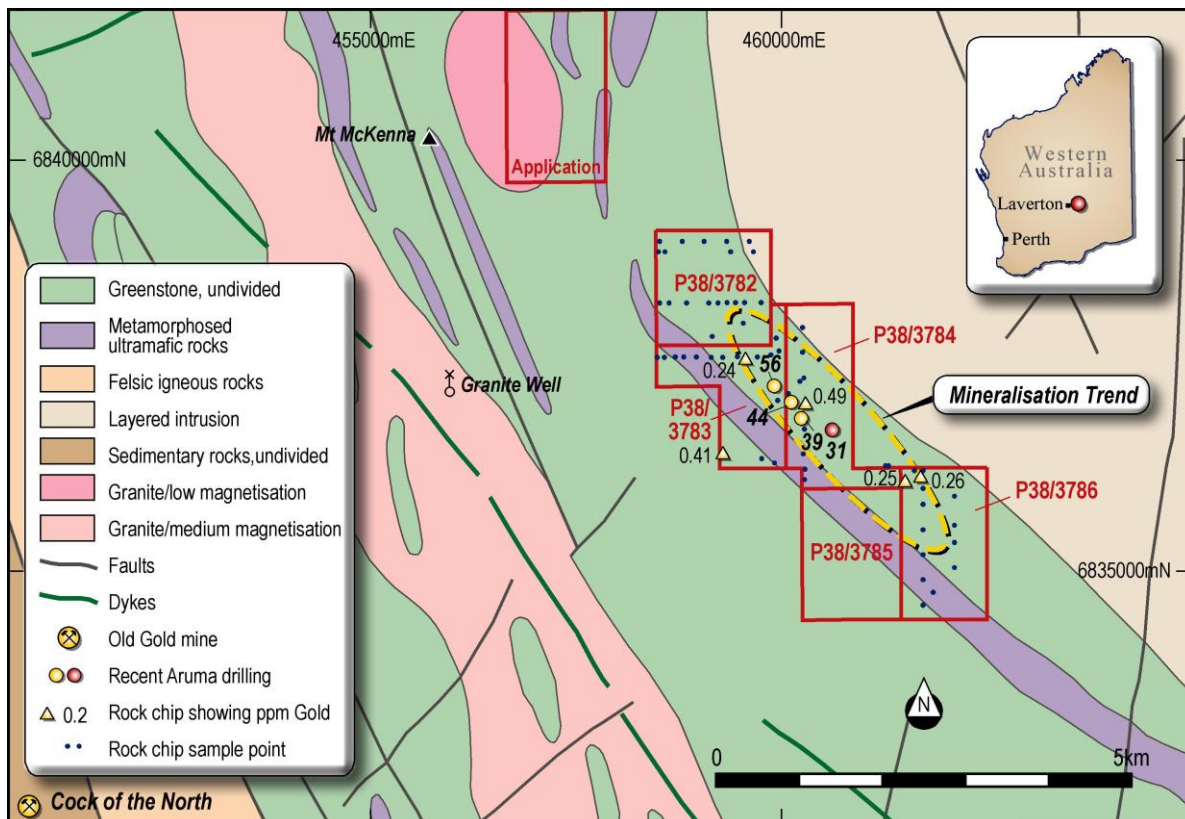 455000mE
460000mE
Mt McKenna
6840000mN
Application
Western
Australia
Laverton
Perth
P38/3782
P38/3784
Mineralisation Trend
Granite Well
0.24
56
0.49
P38/
3783
44
39
31
0.41
0.25
0.26
P38/3786
P38/3785
6835000mN
Greenstone, undivided
Metamorphosed
ultramafic rocks
Felsic igneous rocks
Layered intrusion
Sedimentary rocks,undivided
Granite/low magnetisation
Granite/medium magnetisation
Faults
Dykes
Old Gold mine
Recent Aruma drilling
0.2 Rock chip showing ppm Gold
Rock chip sample point
N
0
5km
Cock of the North